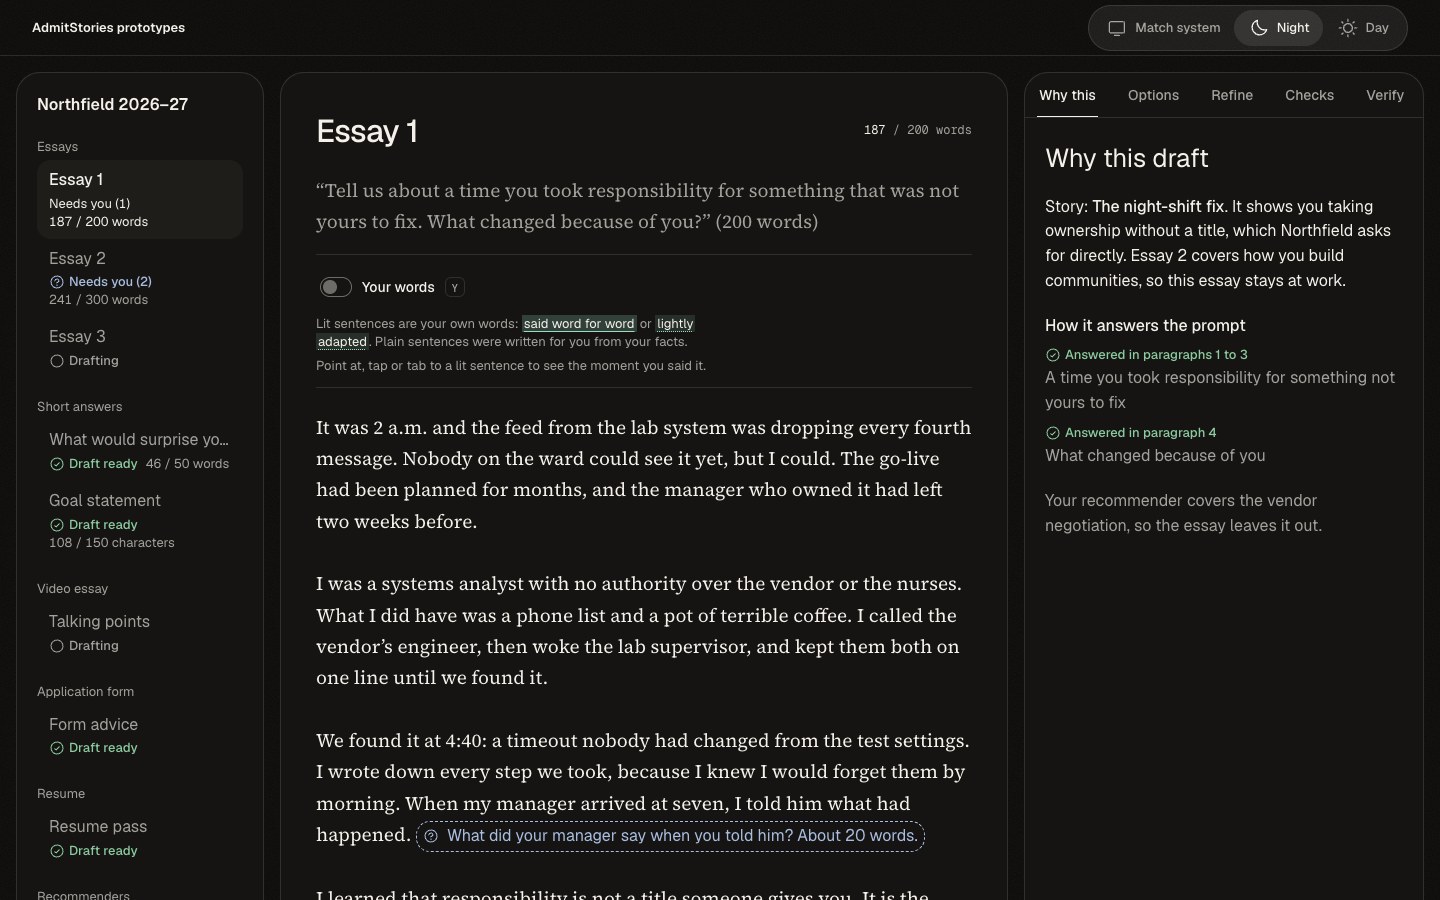 AdmitStories prototypes
Match system
Night
Day
Northfield 2026–27
Essays
Essay 1
Needs you (1)
187 / 200 words
Essay 2
Needs you (2)
241 / 300 words
Essay 3
Drafting
Short answers
What would surprise yo…
Draft ready 46 / 50 words
Goal statement
Draft ready
108 / 150 characters
Video essay
Talking points
Drafting
Application form
Form advice
Draft ready
Resume
Resume pass
Draft ready
Recommenders
Essay 1
187 / 200 words
“Tell us about a time you took responsibility for something that was not
yours to fix. What changed because of you?” (200 words)
Your words Y
Lit sentences are your own words: said word for word or lightly
adapted. Plain sentences were written for you from your facts.
Point at, tap or tab to a lit sentence to see the moment you said it.
It was 2 a.m. and the feed from the lab system was dropping every fourth
message. Nobody on the ward could see it yet, but I could. The go-live
had been planned for months, and the manager who owned it had left
two weeks before.
I was a systems analyst with no authority over the vendor or the nurses.
What I did have was a phone list and a pot of terrible coffee. I called the
vendor’s engineer, then woke the lab supervisor, and kept them both on
one line until we found it.
We found it at 4:40: a timeout nobody had changed from the test settings.
I wrote down every step we took, because I knew I would forget them by
morning. When my manager arrived at seven, I told him what had
happened. What did your manager say when you told him? About 20 words.
I learned that responsibility is not a title someone gives you. It is the
Why this
Options
Refine
Checks
Verify
Why this draft
Story: The night-shift fix. It shows you taking
ownership without a title, which Northfield asks
for directly. Essay 2 covers how you build
communities, so this essay stays at work.
How it answers the prompt
Answered in paragraphs 1 to 3
A time you took responsibility for something not
yours to fix
Answered in paragraph 4
What changed because of you
Your recommender covers the vendor
negotiation, so the essay leaves it out.